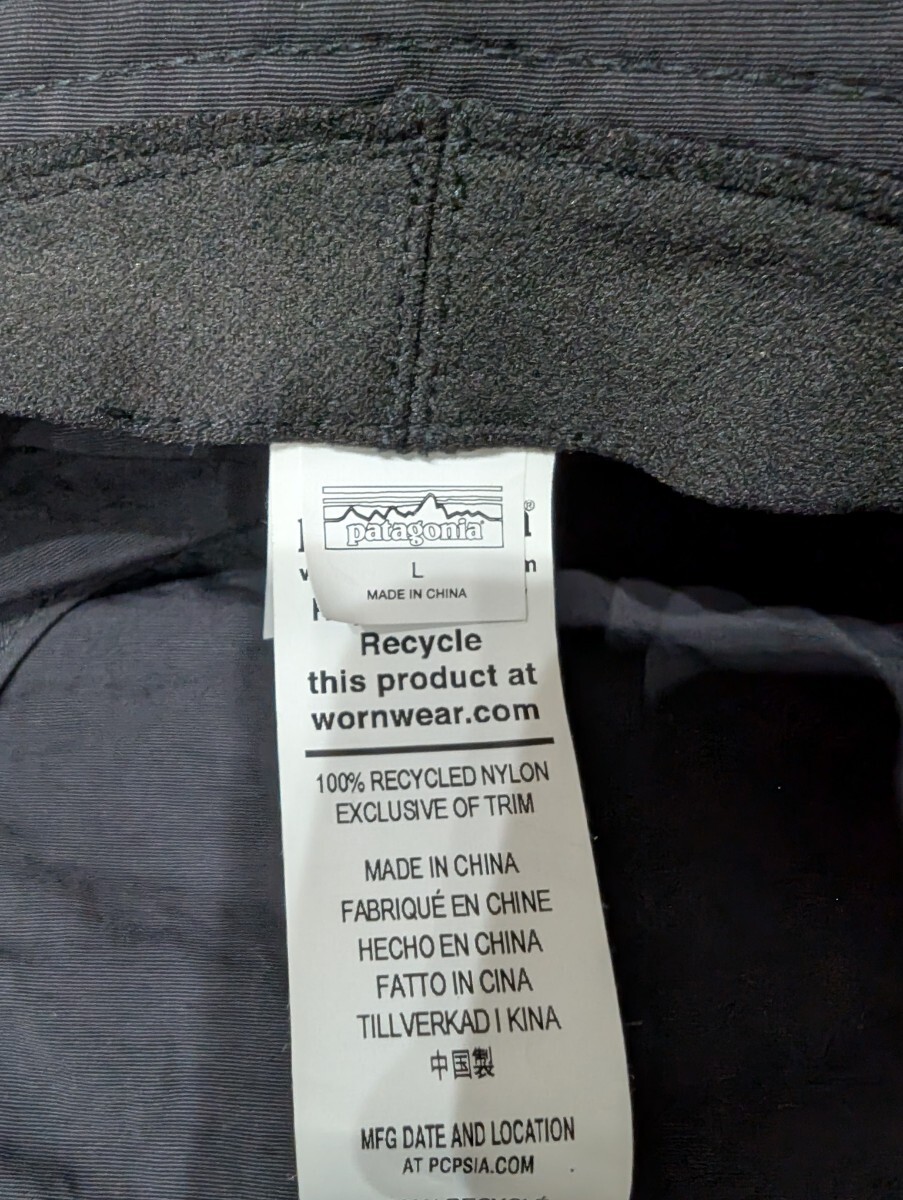 patagonia
L
MADE IN CHINA
Recycle
this product at
wornwear.com
100% RECYCLED NYLON
EXCLUSIVE OF TRIM
MADE IN CHINA
FABRIQUÉ EN CHINE
HECHO EN CHINA
FATTO IN CINA
TILLVERKAD I KINA
中国製
MFG DATE AND LOCATION
AT PCPSIA.COM